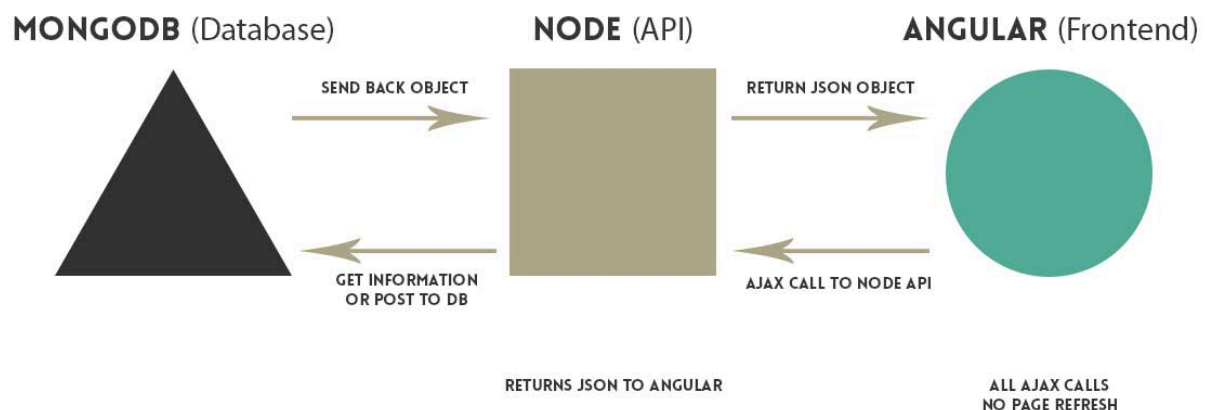 MONGODB (Database)
NODE (API)
ANGULAR (Frontend)
SEND BACK OBJECT
RETURN JSON OBJECT
GET INFORMATION
OR POST TO DB
AJAX CALL TO NODE API
RETURNS JSON TO ANGULAR
ALL AJAX CALLS
NO PAGE REFRESH